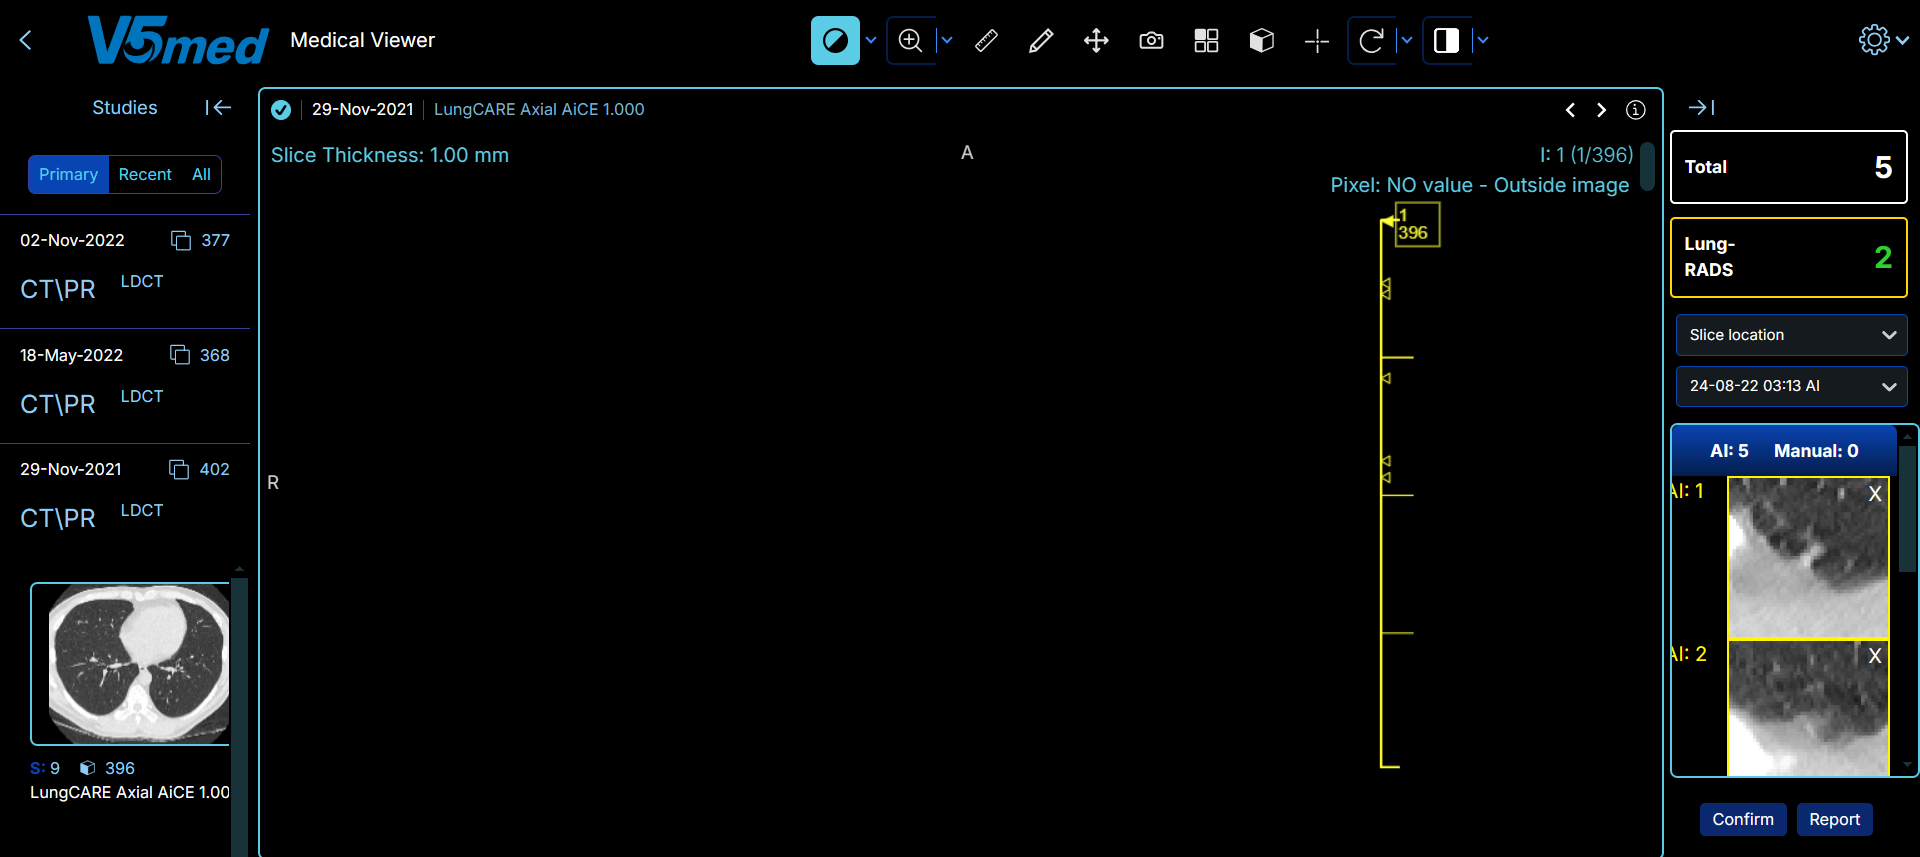 V5med
Medical Viewer
Studies
Primary Recent All
02-Nov-2022 377
CT\PR LDCT
18-May-2022 368
CT\PR LDCT
29-Nov-2021 402
CT\PR LDCT
S: 9 396
LungCARE Axial AiCE 1.00
29-Nov-2021 LungCARE Axial AiCE 1.000
Slice Thickness: 1.00 mm
A
I: 1 (1/396)
Pixel: NO value - Outside image
1
396
R
Total 5
Lung-
RADS 2
Slice location
24-08-22 03:13 AI
AI: 5 Manual: 0
AI: 1 X
AI: 2 X
Confirm Report